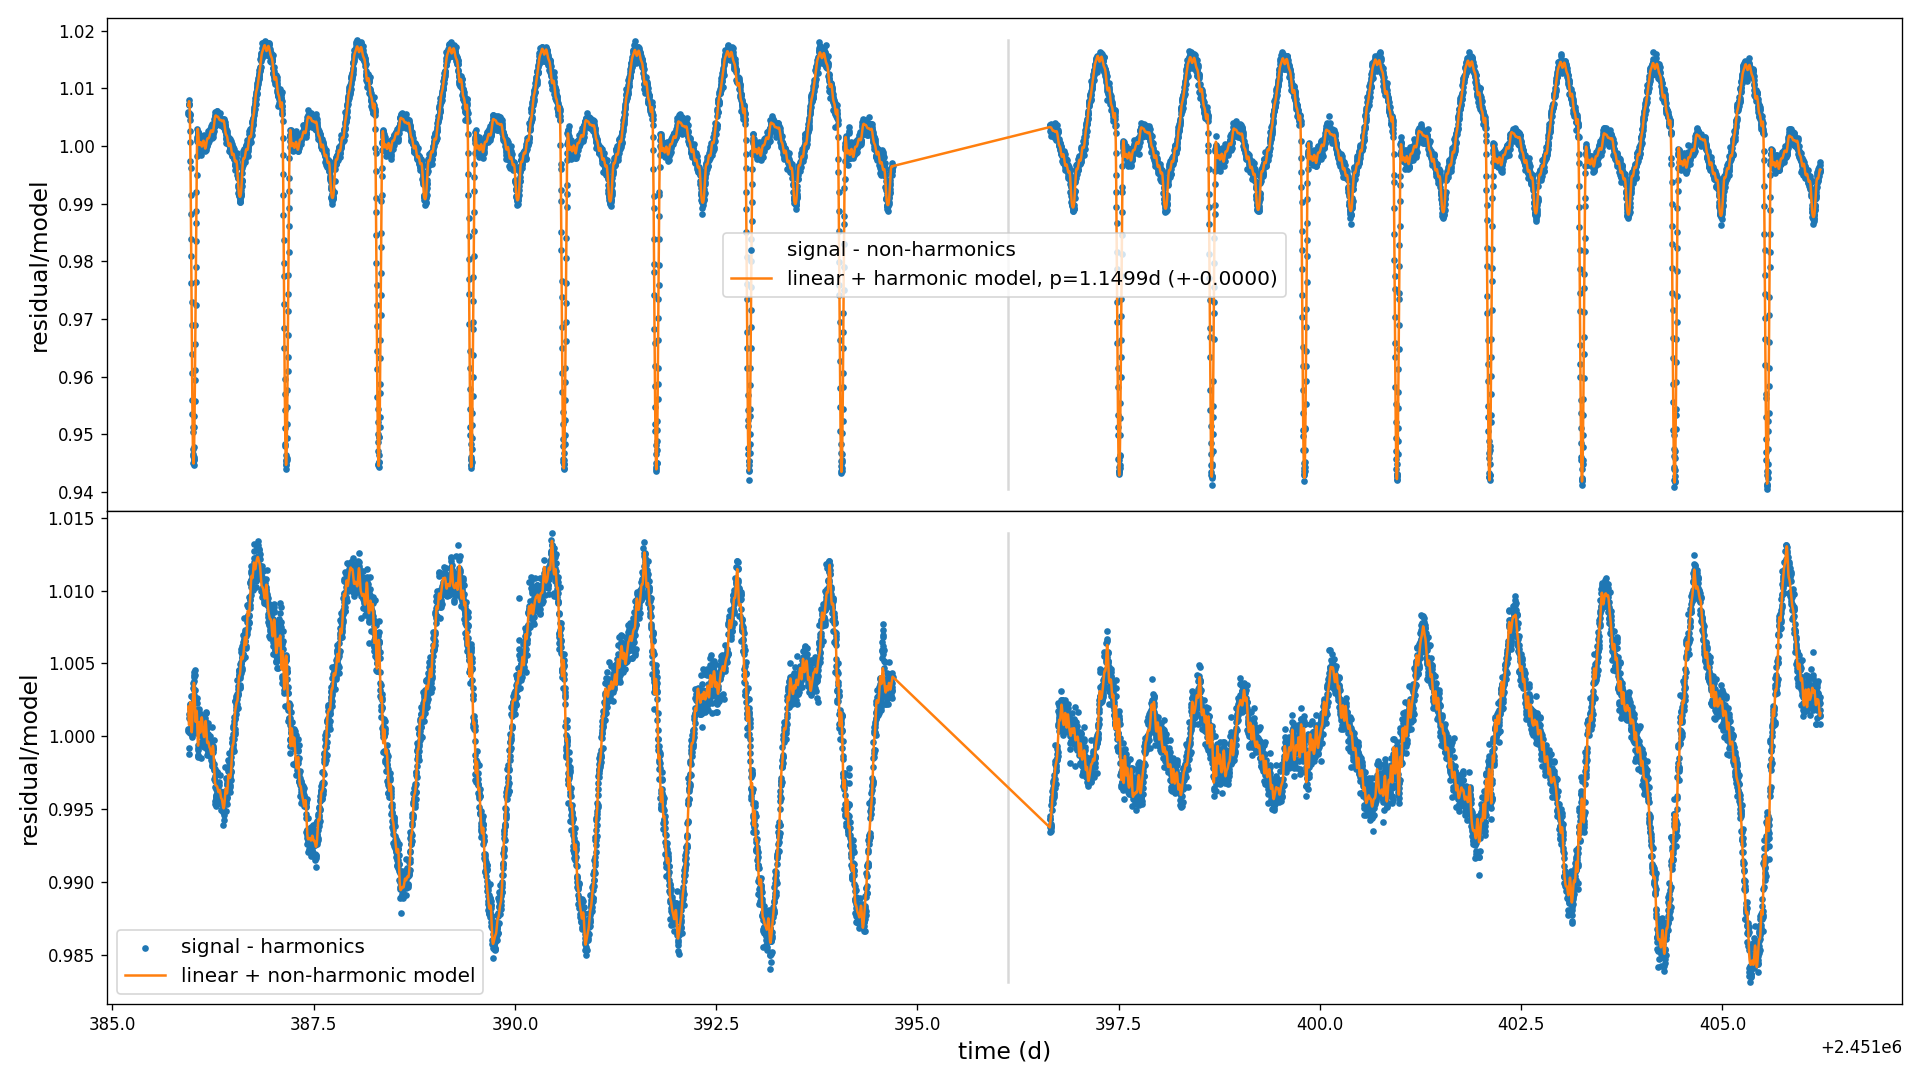 1.02
1.01
1.00
0.99
0.98
0.97
0.96
0.95
0.94
residual/model
signal - non-harmonics
linear + harmonic model, p=1.1499d (+-0.0000)
1.015
1.010
1.005
1.000
0.995
0.990
0.985
residual/model
signal - harmonics
linear + non-harmonic model
385.0 387.5 390.0 392.5 395.0 397.5 400.0 402.5 405.0
time (d)
+2.451e6